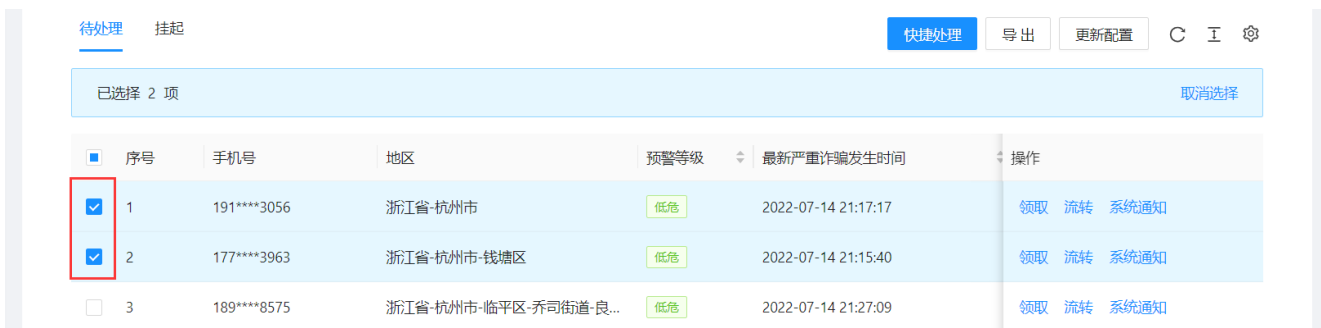 待处理 挂起 快捷处理 导出 更新配置
已选择 2 项 取消选择
序号 手机号 地区 预警等级 最新严重诈骗发生时间 操作
1 191****3056 浙江省-杭州市 低危 2022-07-14 21:17:17 领取 流转 系统通知
2 177****3963 浙江省-杭州市-钱塘区 低危 2022-07-14 21:15:40 领取 流转 系统通知
3 189****8575 浙江省-杭州市-临平区-乔司街道-良... 低危 2022-07-14 21:27:09 领取 流转 系统通知